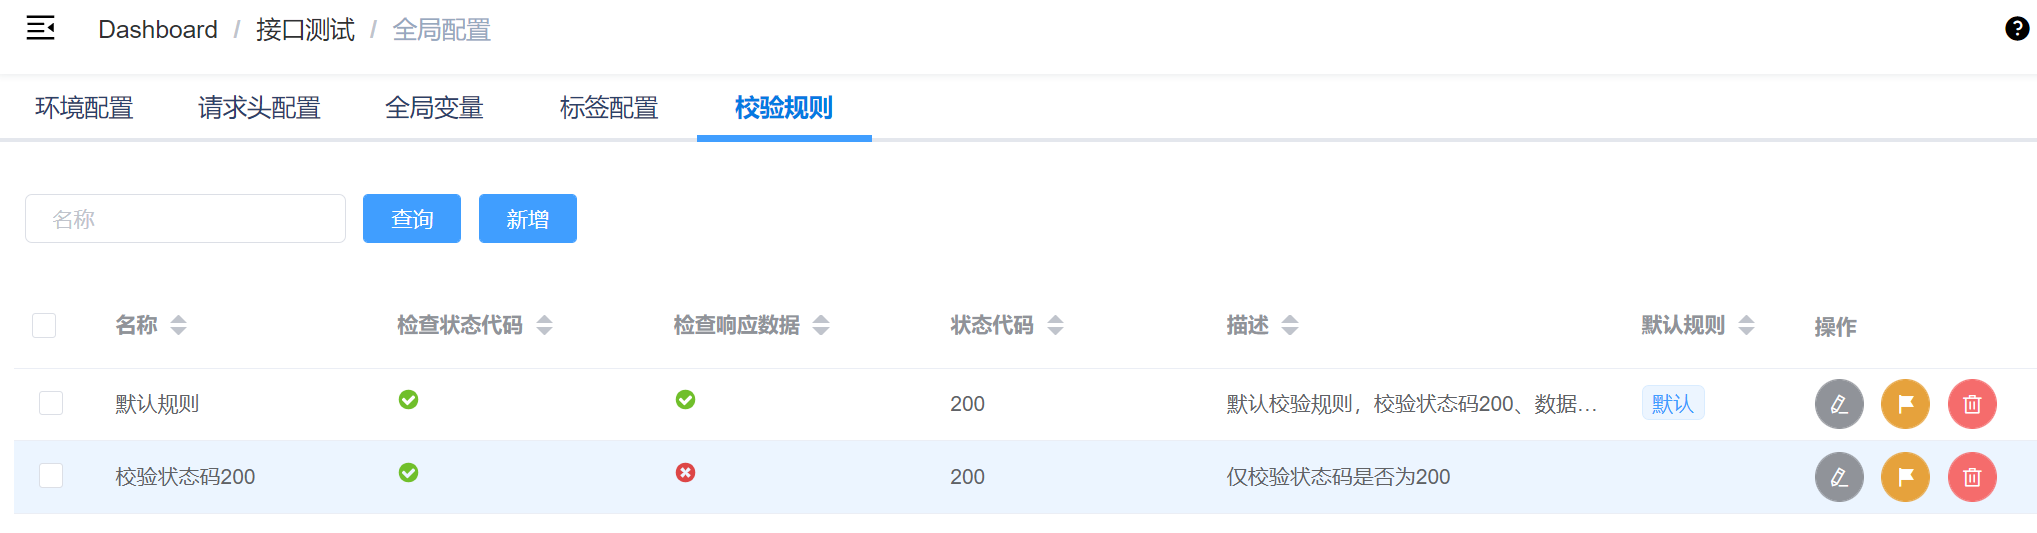 Dashboard / 接口测试 / 全局配置
环境配置 请求头配置 全局变量 标签配置 校验规则
名称 查询 新增
名称 检查状态代码 检查响应数据 状态代码 描述 默认规则 操作
默认规则 200 默认校验规则，校验状态码200、数据... 默认
校验状态码200 200 仅校验状态码是否为200